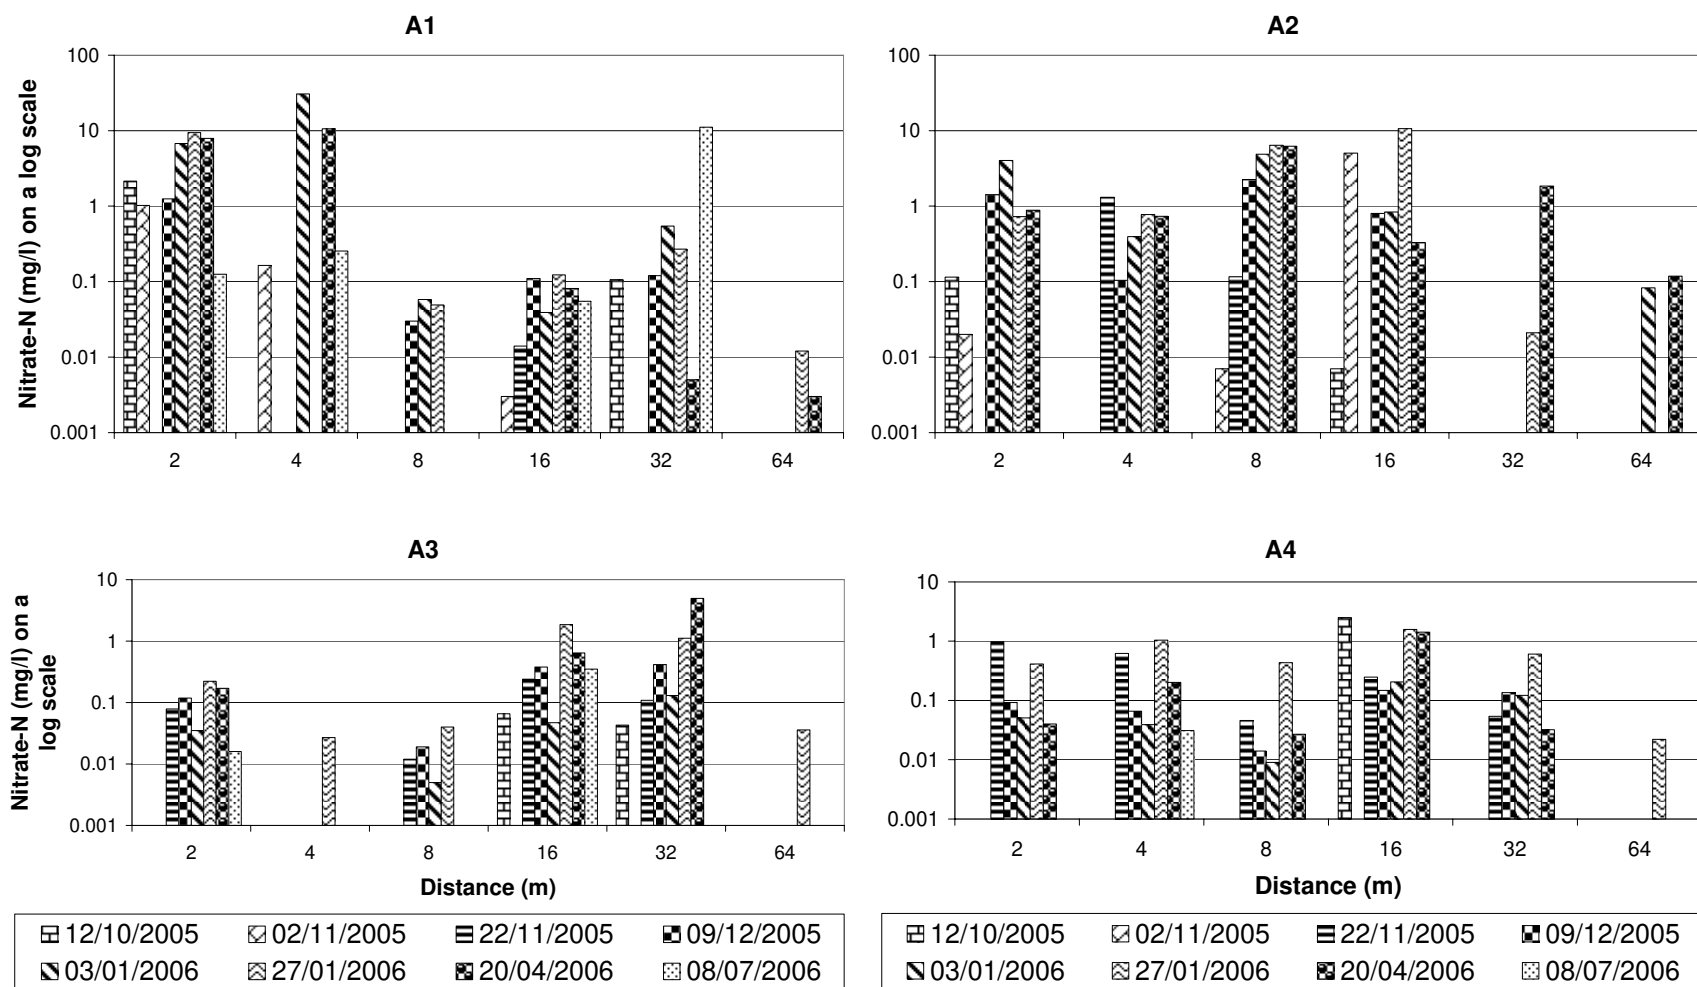 A1
Nitrate-N (mg/l) on a log scale
100
10
1
0.1
0.01
0.001
2 4 8 16 32 64
A2
100
10
1
0.1
0.01
0.001
2 4 8 16 32 64
A3
Nitrate-N (mg/l) on a
log scale
10
1
0.1
0.01
0.001
2 4 8 16 32 64
Distance (m)
A4
10
1
0.1
0.01
0.001
2 4 8 16 32 64
Distance (m)
12/10/2005 02/11/2005 22/11/2005 09/12/2005
03/01/2006 27/01/2006 20/04/2006 08/07/2006
12/10/2005 02/11/2005 22/11/2005 09/12/2005
03/01/2006 27/01/2006 20/04/2006 08/07/2006